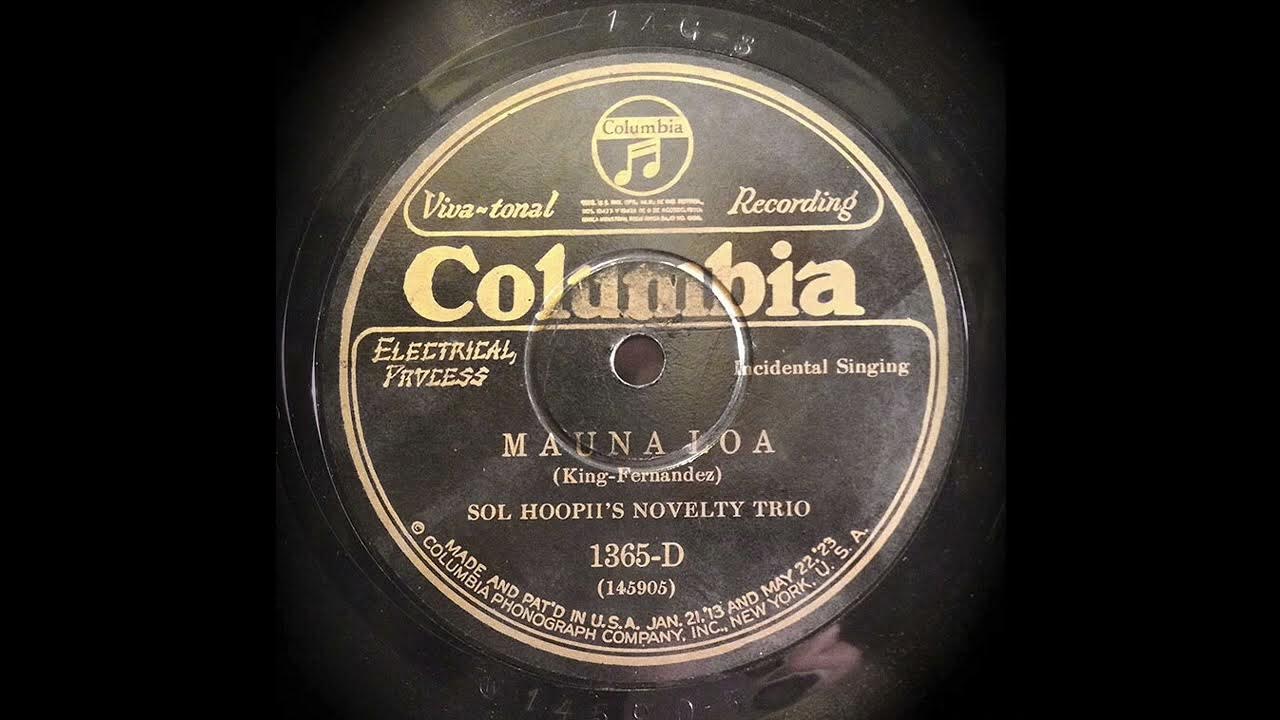 Columbia
Viva-tonal Recording
Columbia
ELECTRICAL PROCESS
Incidental Singing
MAUNA LOA
(King-Fernandez)
SOL HOOPII'S NOVELTY TRIO
1365-D
(145905)
MADE AND PAT'D IN U.S.A. JAN. 21,'13 AND MAY 22,'23
© COLUMBIA PHONOGRAPH COMPANY, INC., NEW YORK, U.S.A.